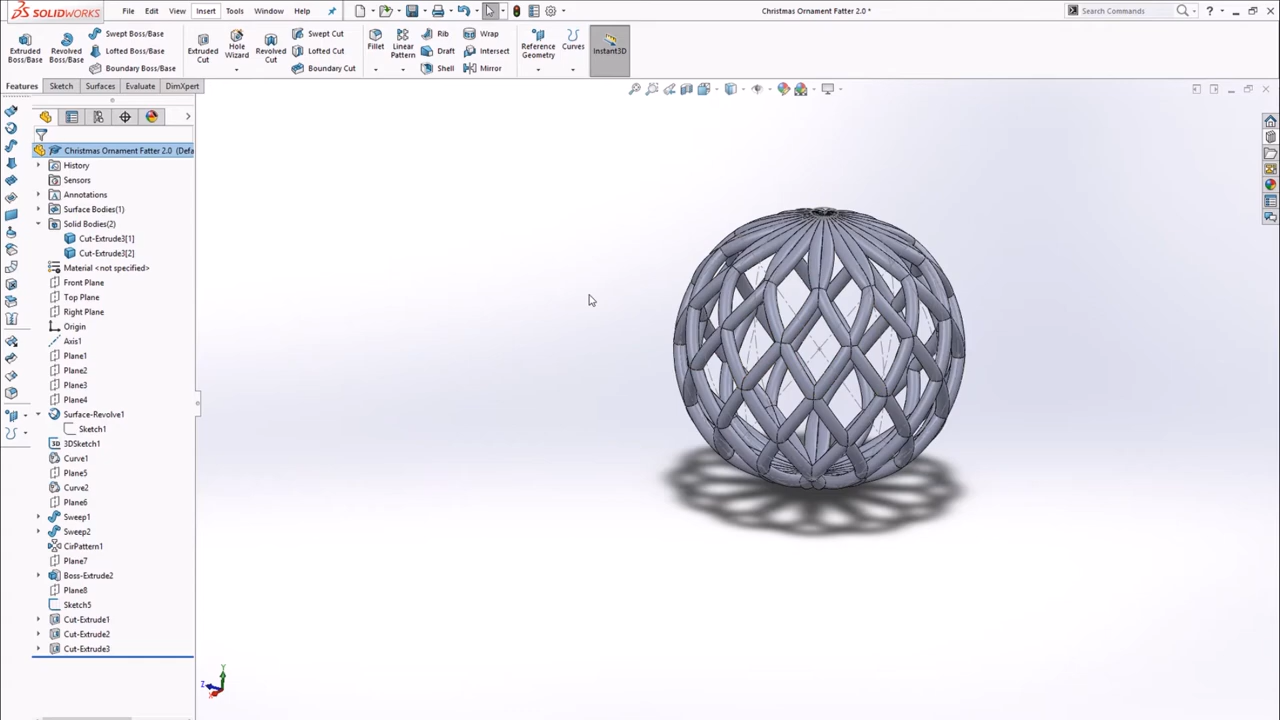 SOLIDWORKS File Edit View Insert Tools Window Help Christmas Ornament Fatter 2.0 * Search Commands
Extruded Boss/Base
Revolved Boss/Base
Swept Boss/Base
Lofted Boss/Base
Boundary Boss/Base
Extruded Cut
Hole Wizard
Revolved Cut
Swept Cut
Lofted Cut
Boundary Cut
Fillet
Linear Pattern
Rib
Draft
Shell
Wrap
Intersect
Mirror
Reference Geometry
Curves
Instant3D
Features Sketch Surfaces Evaluate DimXpert
Christmas Ornament Fatter 2.0 (Defa
History
Sensors
Annotations
Surface Bodies(1)
Solid Bodies(2)
Cut-Extrude3[1]
Cut-Extrude3[2]
Material <not specified>
Front Plane
Top Plane
Right Plane
Origin
Axis1
Plane1
Plane2
Plane3
Plane4
Surface-Revolve1
Sketch1
3D 3DSketch1
Curve1
Plane5
Curve2
Plane6
Sweep1
Sweep2
CirPattern1
Plane7
Boss-Extrude2
Plane8
Sketch5
Cut-Extrude1
Cut-Extrude2
Cut-Extrude3
Y
Z